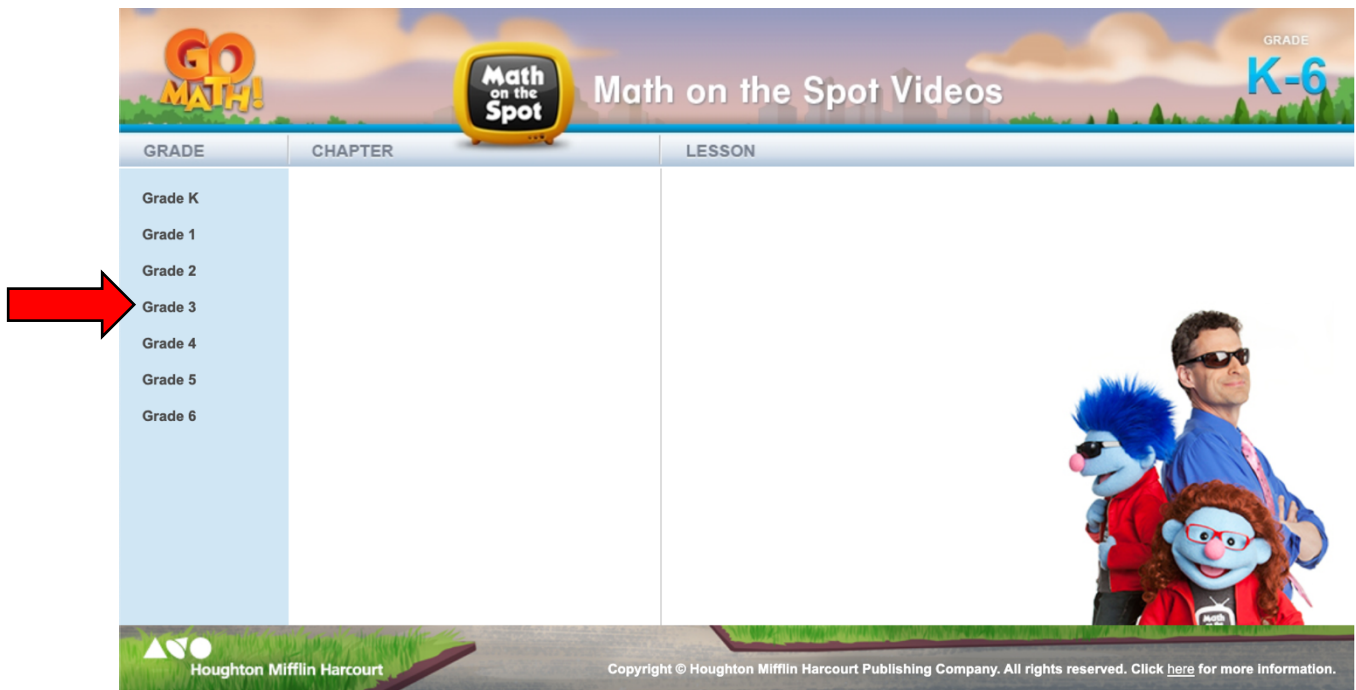 GO MATH!
Math on the Spot
Math on the Spot Videos
GRADE
K-6
GRADE CHAPTER LESSON
Grade K
Grade 1
Grade 2
Grade 3
Grade 4
Grade 5
Grade 6
Houghton Mifflin Harcourt
Copyright © Houghton Mifflin Harcourt Publishing Company. All rights reserved. Click here for more information.